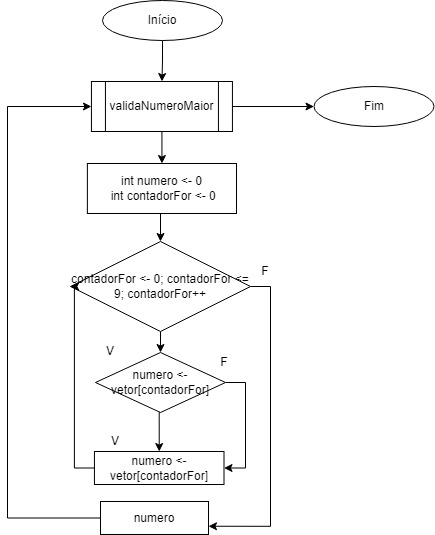 Início
validaNumeroMaior
Fim
int numero <- 0
int contadorFor <- 0
contadorFor <- 0; contadorFor <=
9; contadorFor++
F
V
numero <-
vetor[contadorFor]
F
V
numero <-
vetor[contadorFor]
numero